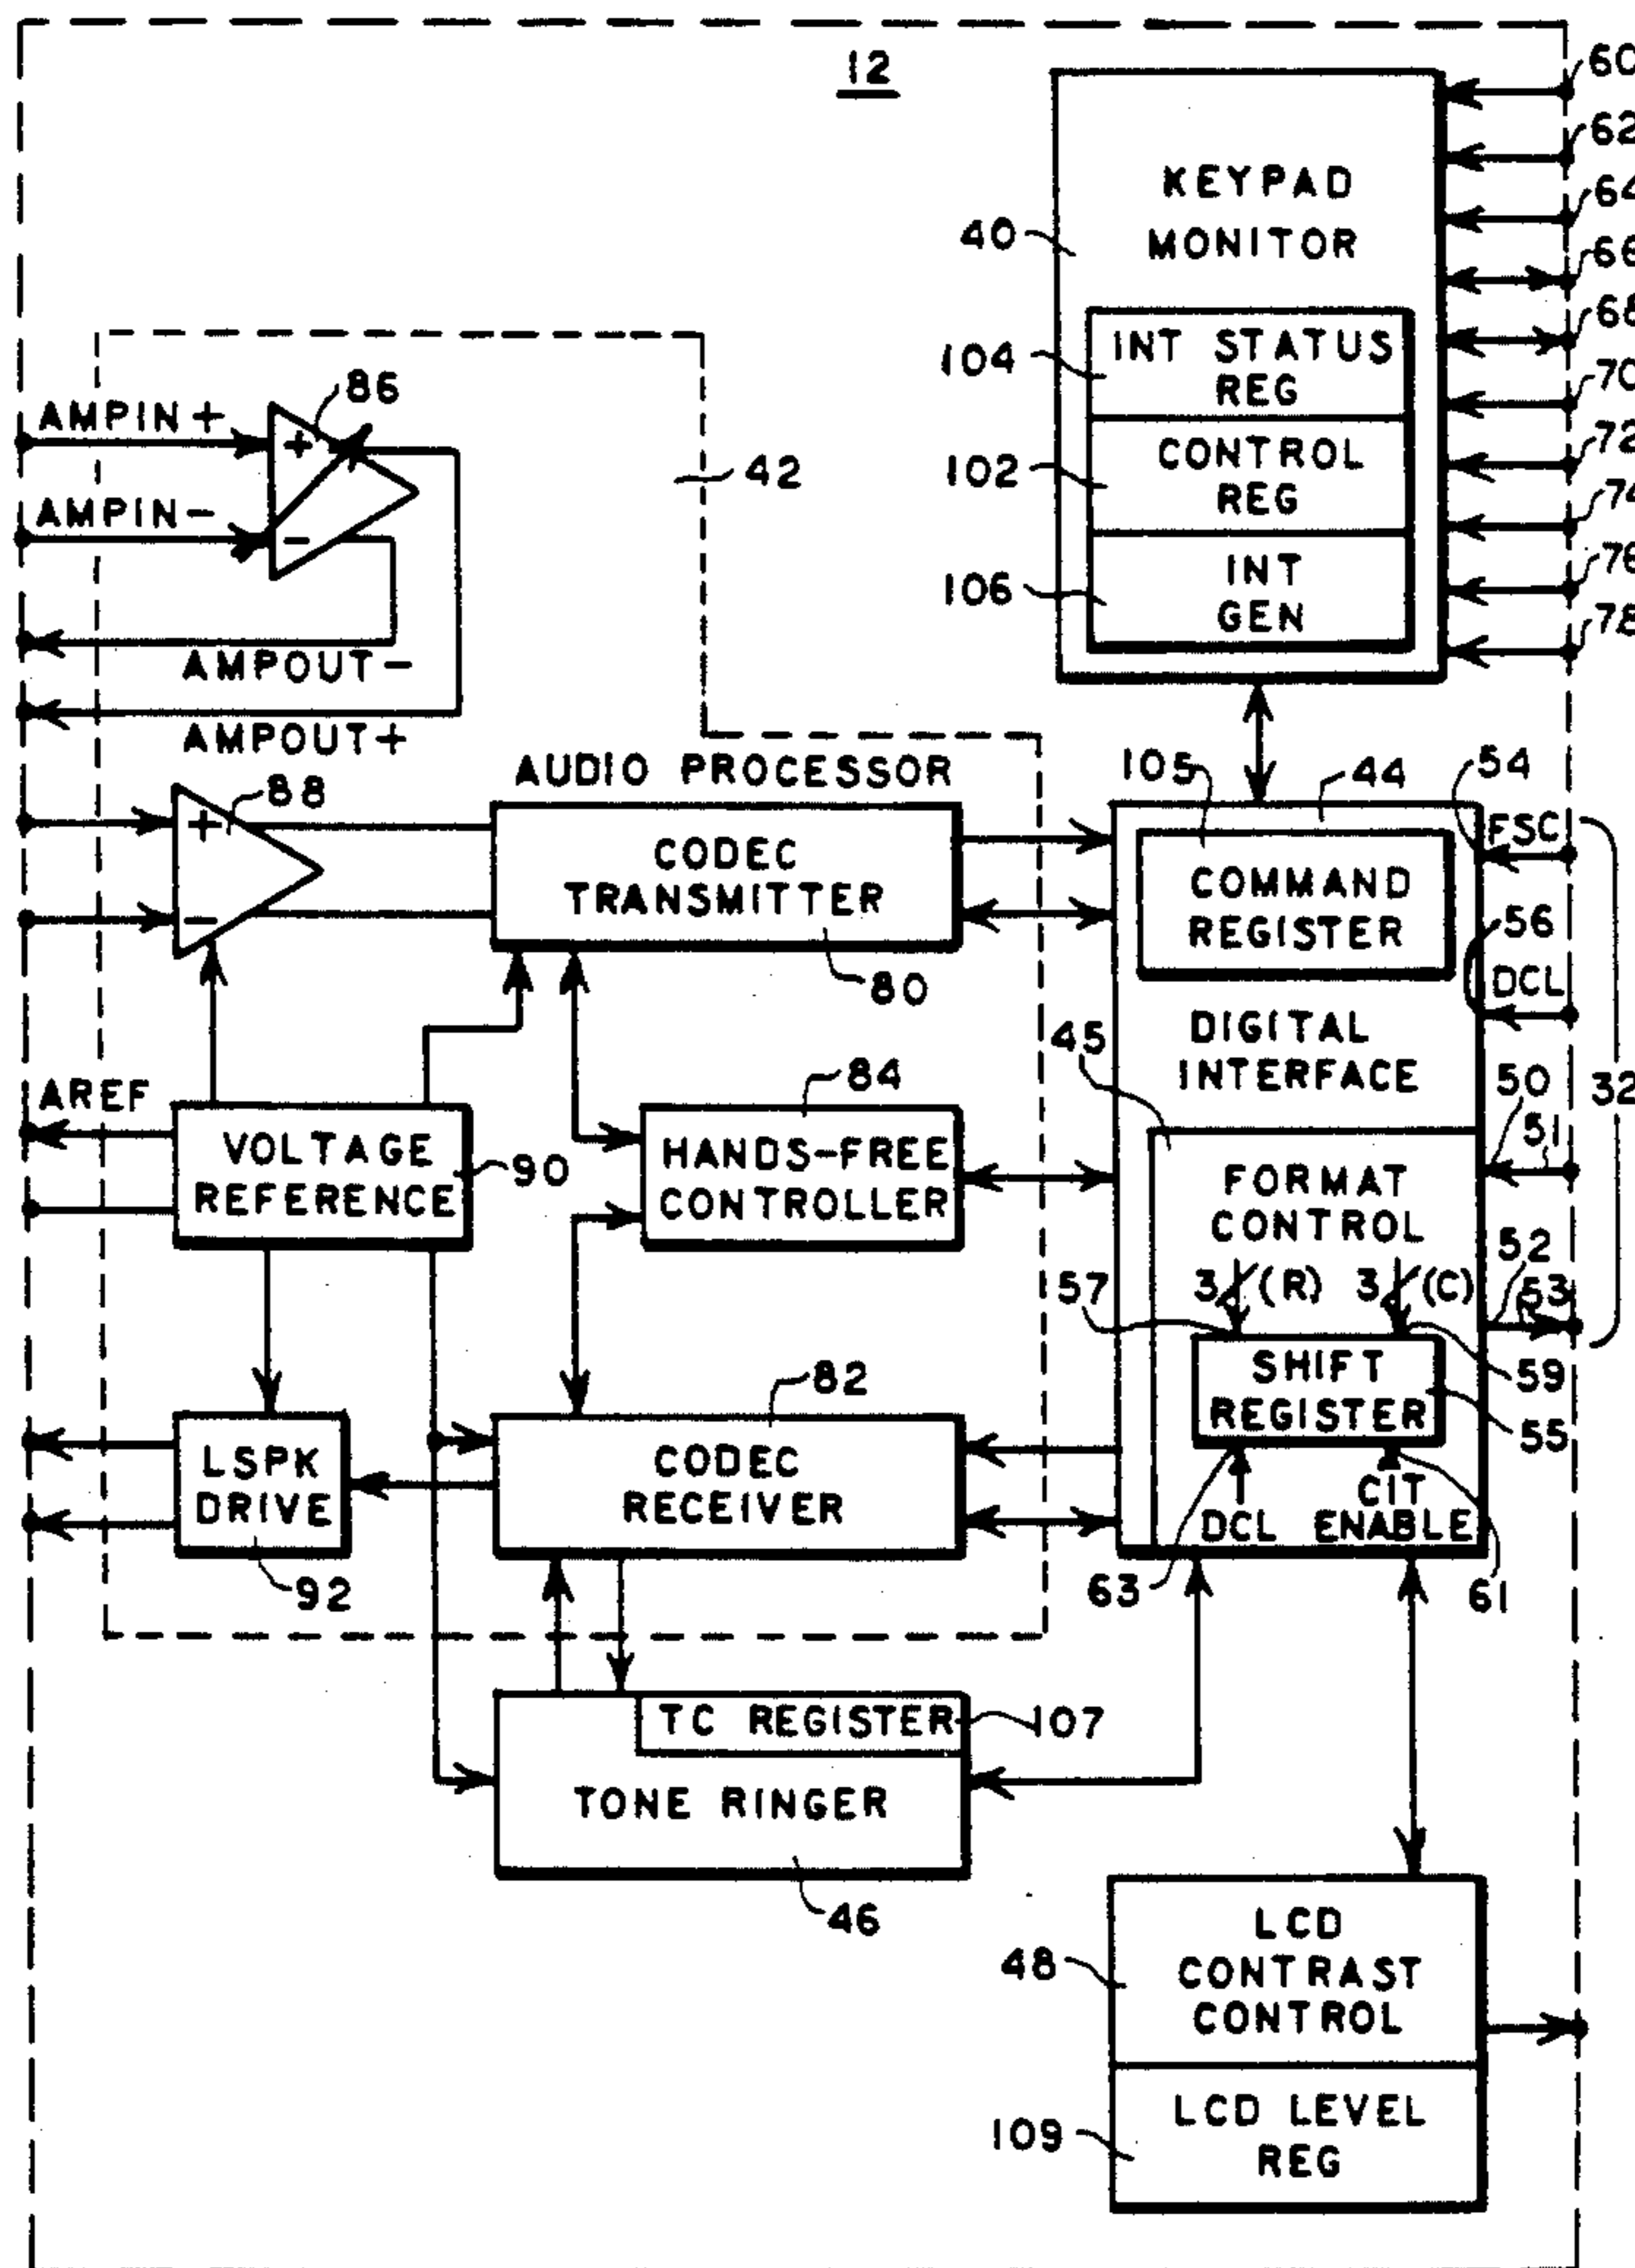 12
60
62
64
66
68
70
72
74
76
78
KEYPAD
MONITOR
40
INT STATUS
REG
104
CONTROL
REG
102
INT
GEN
106
86
AMPIN+
+
AMPIN-
-
42
AMPOUT-
AMPOUT+
AUDIO PROCESSOR
88
+
-
CODEC
TRANSMITTER
80
105
44
54
FSC
COMMAND
REGISTER
56
DCL
DIGITAL
INTERFACE
45
50
51
32
AREF
VOLTAGE
REFERENCE
90
84
HANDS-FREE
CONTROLLER
FORMAT
CONTROL
52
53
57
3 (R)
3 (C)
SHIFT
REGISTER
59
55
82
CODEC
RECEIVER
LSPK
DRIVE
92
DCL
CIT
ENABLE
63
61
TC REGISTER
107
TONE RINGER
46
LCD
CONTRAST
CONTROL
48
LCD LEVEL
REG
109